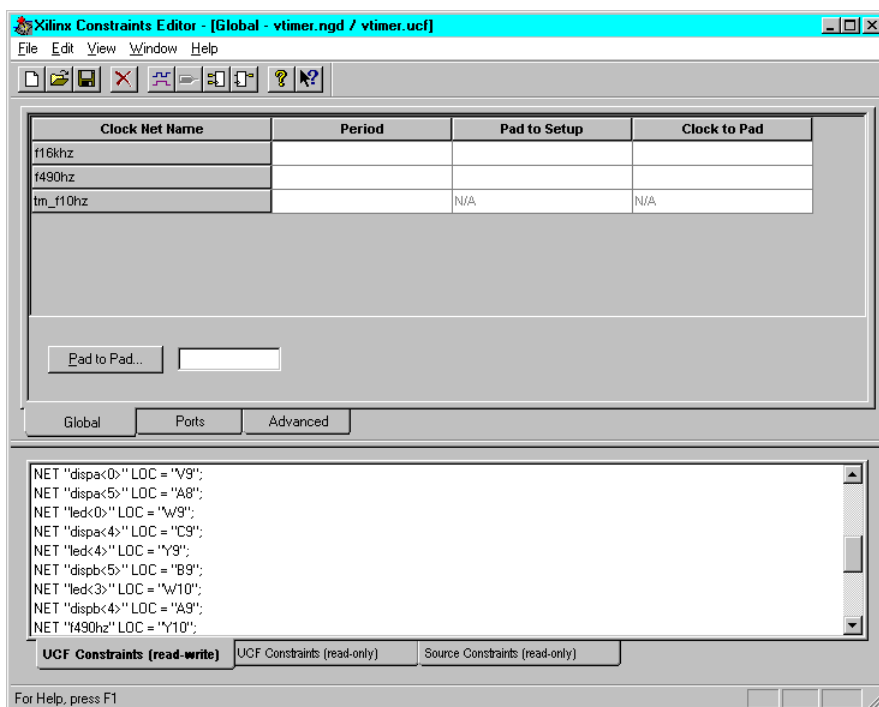 Xilinx Constraints Editor - [Global - vtimer.ngd / vtimer.ucf]
File Edit View Window Help
Clock Net Name Period Pad to Setup Clock to Pad
f16khz
f490hz
tm_f10hz N/A N/A
Pad to Pad...
Global Ports Advanced
NET "dispa<0>" LOC = "V9";
NET "dispa<5>" LOC = "A8";
NET "led<0>" LOC = "W9";
NET "dispa<4>" LOC = "C9";
NET "led<4>" LOC = "Y9";
NET "dispb<5>" LOC = "B9";
NET "led<3>" LOC = "W10";
NET "dispb<4>" LOC = "A9";
NET "f490hz" LOC = "Y10";
UCF Constraints (read-write) UCF Constraints (read-only) Source Constraints (read-only)
For Help, press F1